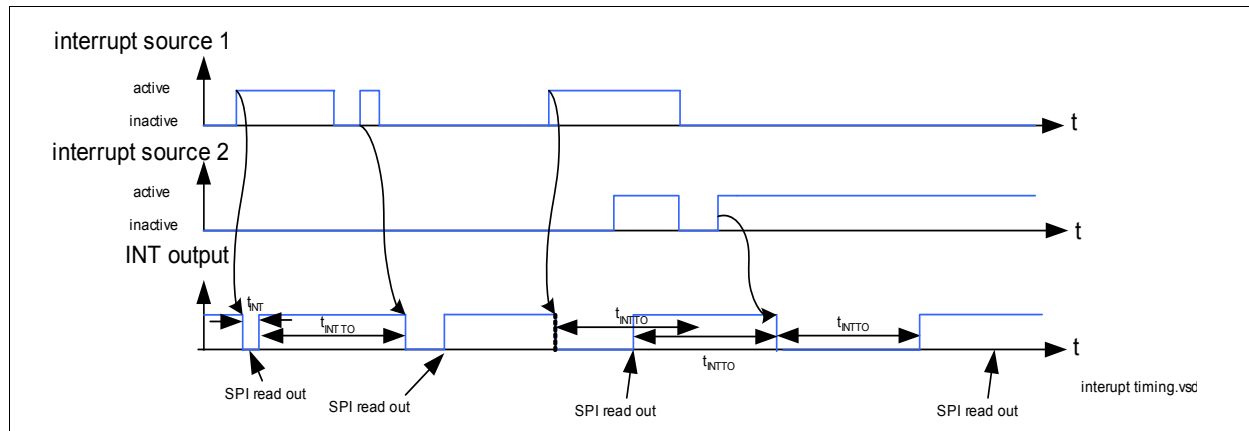 interrupt source 1
active
inactive
t
interrupt source 2
active
inactive
t
INT output
tINT
tINT TO
tINTTO
tINTTO
tINTTO
t
SPI read out
SPI read out
SPI read out
SPI read out
interupt timing.vsd